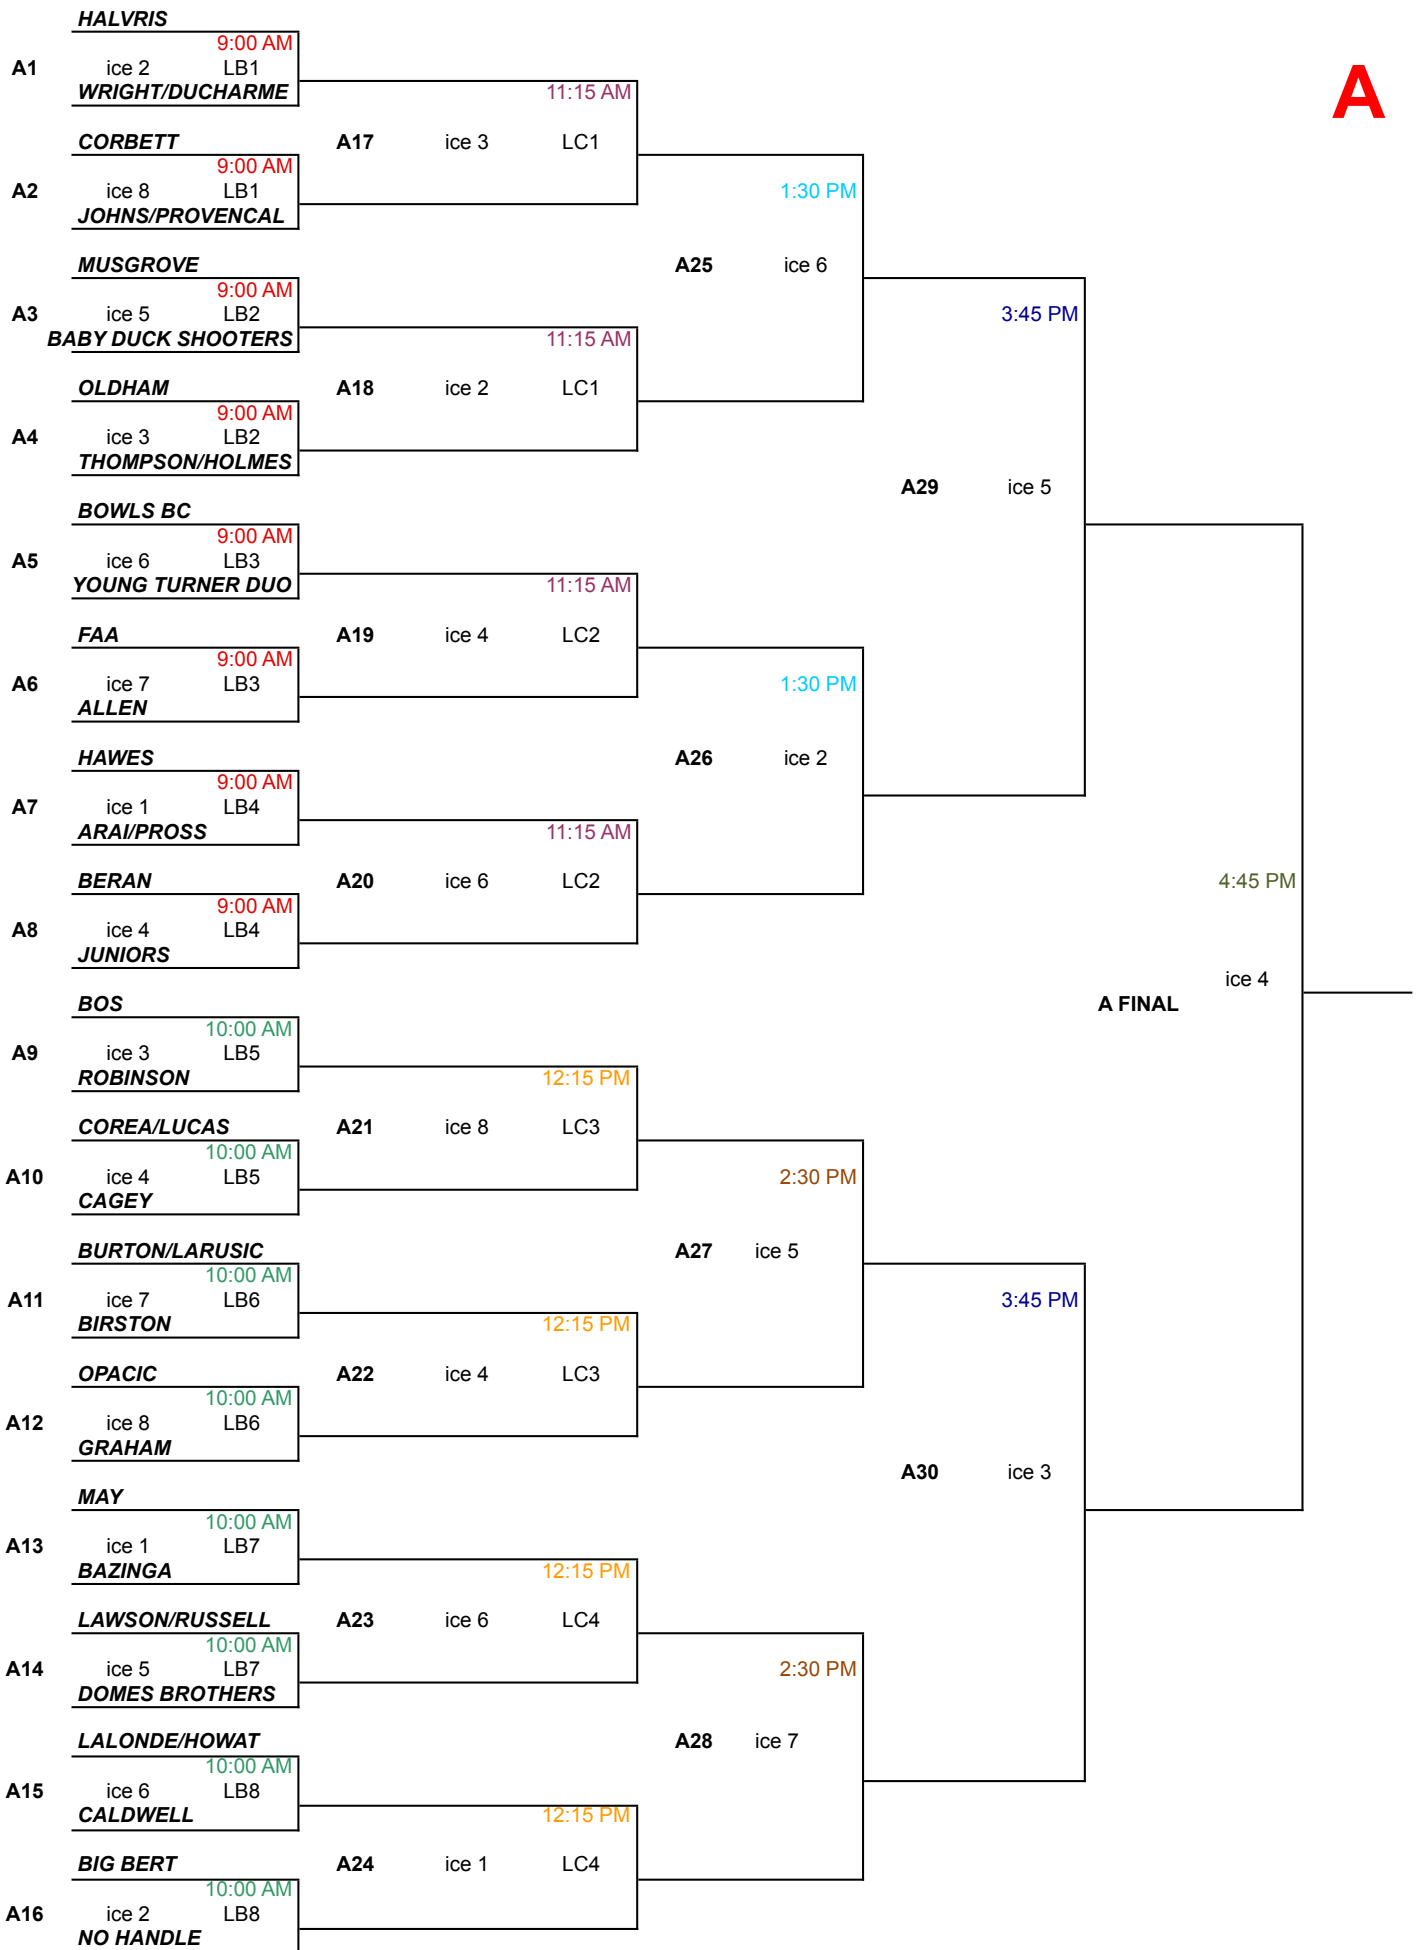 HALVRIS
9:00 AM
A1 ice 2 LB1
WRIGHT/DUCHARME 11:15 AM
A
CORBETT A17 ice 3 LC1
9:00 AM
A2 ice 8 LB1 1:30 PM
JOHNS/PROVENCAL
MUSGROVE A25 ice 6
9:00 AM
A3 ice 5 LB2 3:45 PM
BABY DUCK SHOOTERS 11:15 AM
OLDHAM A18 ice 2 LC1
9:00 AM
A4 ice 3 LB2
THOMPSON/HOLMES
A29 ice 5
BOWLS BC
9:00 AM
A5 ice 6 LB3
YOUNG TURNER DUO 11:15 AM
FAA A19 ice 4 LC2
9:00 AM
A6 ice 7 LB3 1:30 PM
ALLEN
HAWES A26 ice 2
9:00 AM
A7 ice 1 LB4
ARAI/PROSS 11:15 AM
BERAN A20 ice 6 LC2 4:45 PM
9:00 AM
A8 ice 4 LB4
JUNIORS
ice 4
BOS A FINAL
10:00 AM
A9 ice 3 LB5
ROBINSON 12:15 PM
COREA/LUCAS A21 ice 8 LC3
10:00 AM
A10 ice 4 LB5 2:30 PM
CAGEY
BURTON/LARUSIC A27 ice 5
10:00 AM
A11 ice 7 LB6 3:45 PM
BIRSTON 12:15 PM
OPACIC A22 ice 4 LC3
10:00 AM
A12 ice 8 LB6
GRAHAM
A30 ice 3
MAY
10:00 AM
A13 ice 1 LB7
BAZINGA 12:15 PM
LAWSON/RUSSELL A23 ice 6 LC4
10:00 AM
A14 ice 5 LB7 2:30 PM
DOMES BROTHERS
LALONDE/HOWAT A28 ice 7
10:00 AM
A15 ice 6 LB8
CALDWELL 12:15 PM
BIG BERT A24 ice 1 LC4
10:00 AM
A16 ice 2 LB8
NO HANDLE